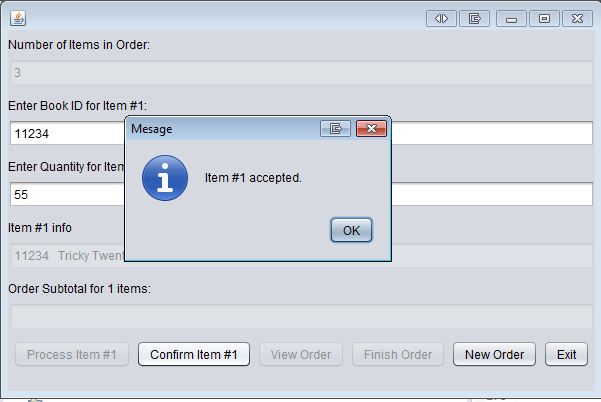 Number of Items in Order:
3
Enter Book ID for Item #1:
11234
Mesage
Item #1 accepted.
OK
Enter Quantity for Item
55
Item #1 info
11234 Tricky Twent
Order Subtotal for 1 items:
Process Item #1 Confirm Item #1 View Order Finish Order New Order Exit